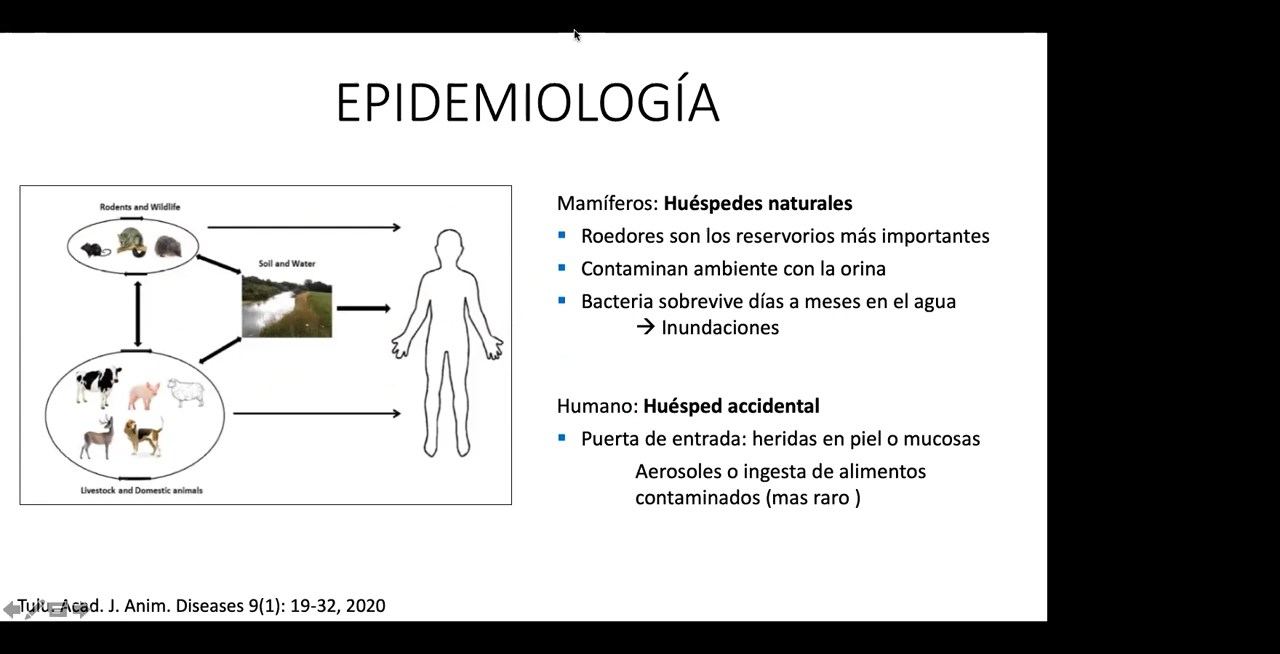 EPIDEMIOLOGÍA
Rodents and Wildlife
Soil and Water
Livestock and Domestic animals
Mamíferos: Huéspedes naturales
Roedores son los reservorios más importantes
Contaminan ambiente con la orina
Bacteria sobrevive días a meses en el agua
→ Inundaciones
Humano: Huésped accidental
Puerta de entrada: heridas en piel o mucosas
Aerosoles o ingesta de alimentos
contaminados (mas raro )
Tulu. Acad. J. Anim. Diseases 9(1): 19-32, 2020